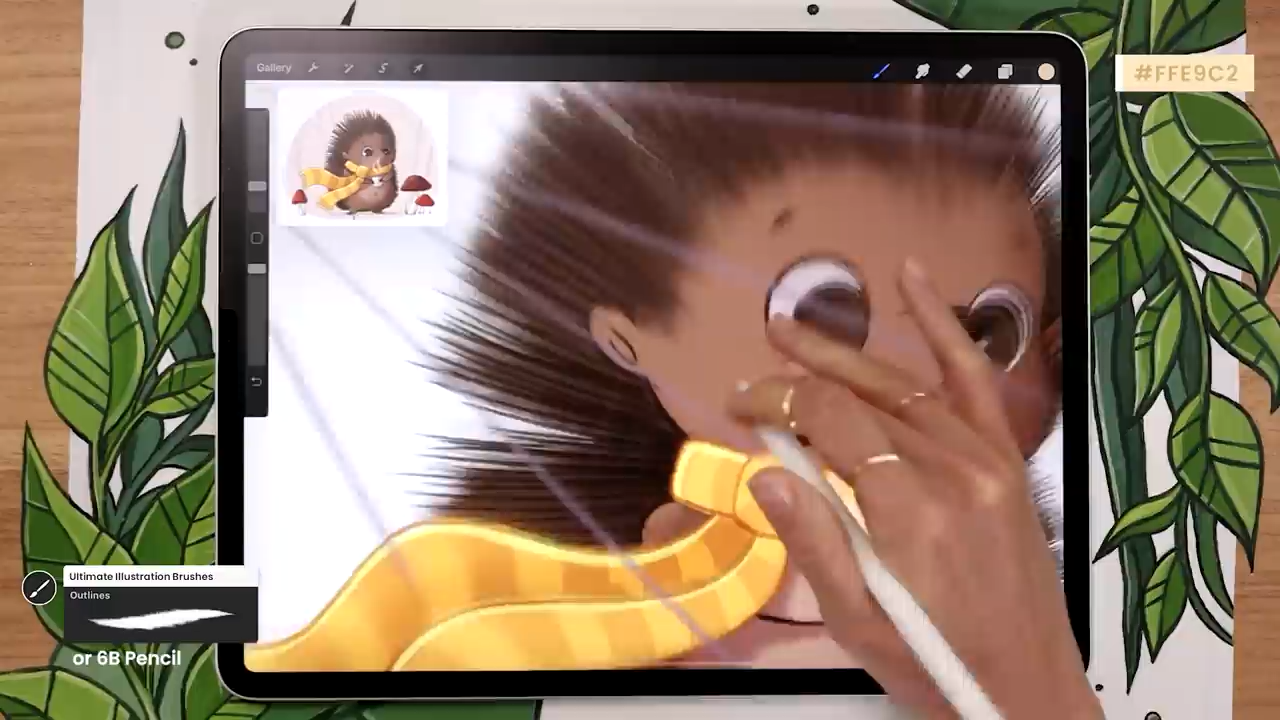 Gallery
#FFE9C2
Ultimate Illustration Brushes
Outlines
or 6B Pencil